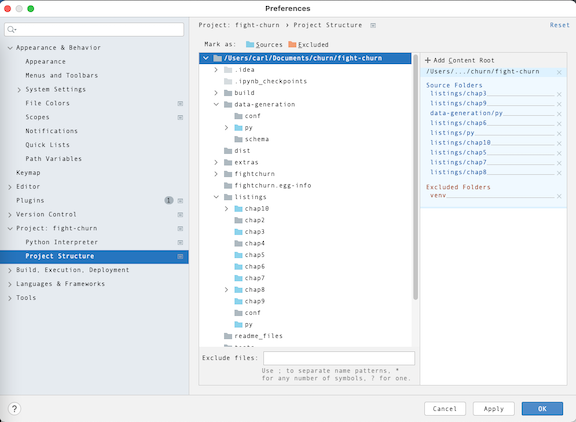 Preferences
Appearance & Behavior
Appearance
Menus and Toolbars
System Settings
File Colors
Scopes
Notifications
Quick Lists
Path Variables
Keymap
Editor
Plugins
1
Version Control
Project: fight-churn
Python Interpreter
Project Structure
Build, Execution, Deployment
Languages & Frameworks
Tools
Project: fight-churn › Project Structure
Reset
Mark as: Sources Excluded
/Users/carl/Documents/churn/fight-churn
.idea
.ipynb_checkpoints
build
data-generation
conf
py
schema
dist
extras
fightchurn
fightchurn.egg-info
listings
chap10
chap2
chap3
chap4
chap5
chap6
chap7
chap8
chap9
conf
py
readme_files
+ Add Content Root
/Users/.../churn/fight-churn
Source Folders
listings/chap3
listings/chap9
data-generation/py
listings/chap6
listings/py
listings/chap10
listings/chap5
listings/chap7
listings/chap8
Excluded Folders
venv
Exclude files:
Use ; to separate name patterns, *
for any number of symbols, ? for one.
?
Cancel
Apply
OK